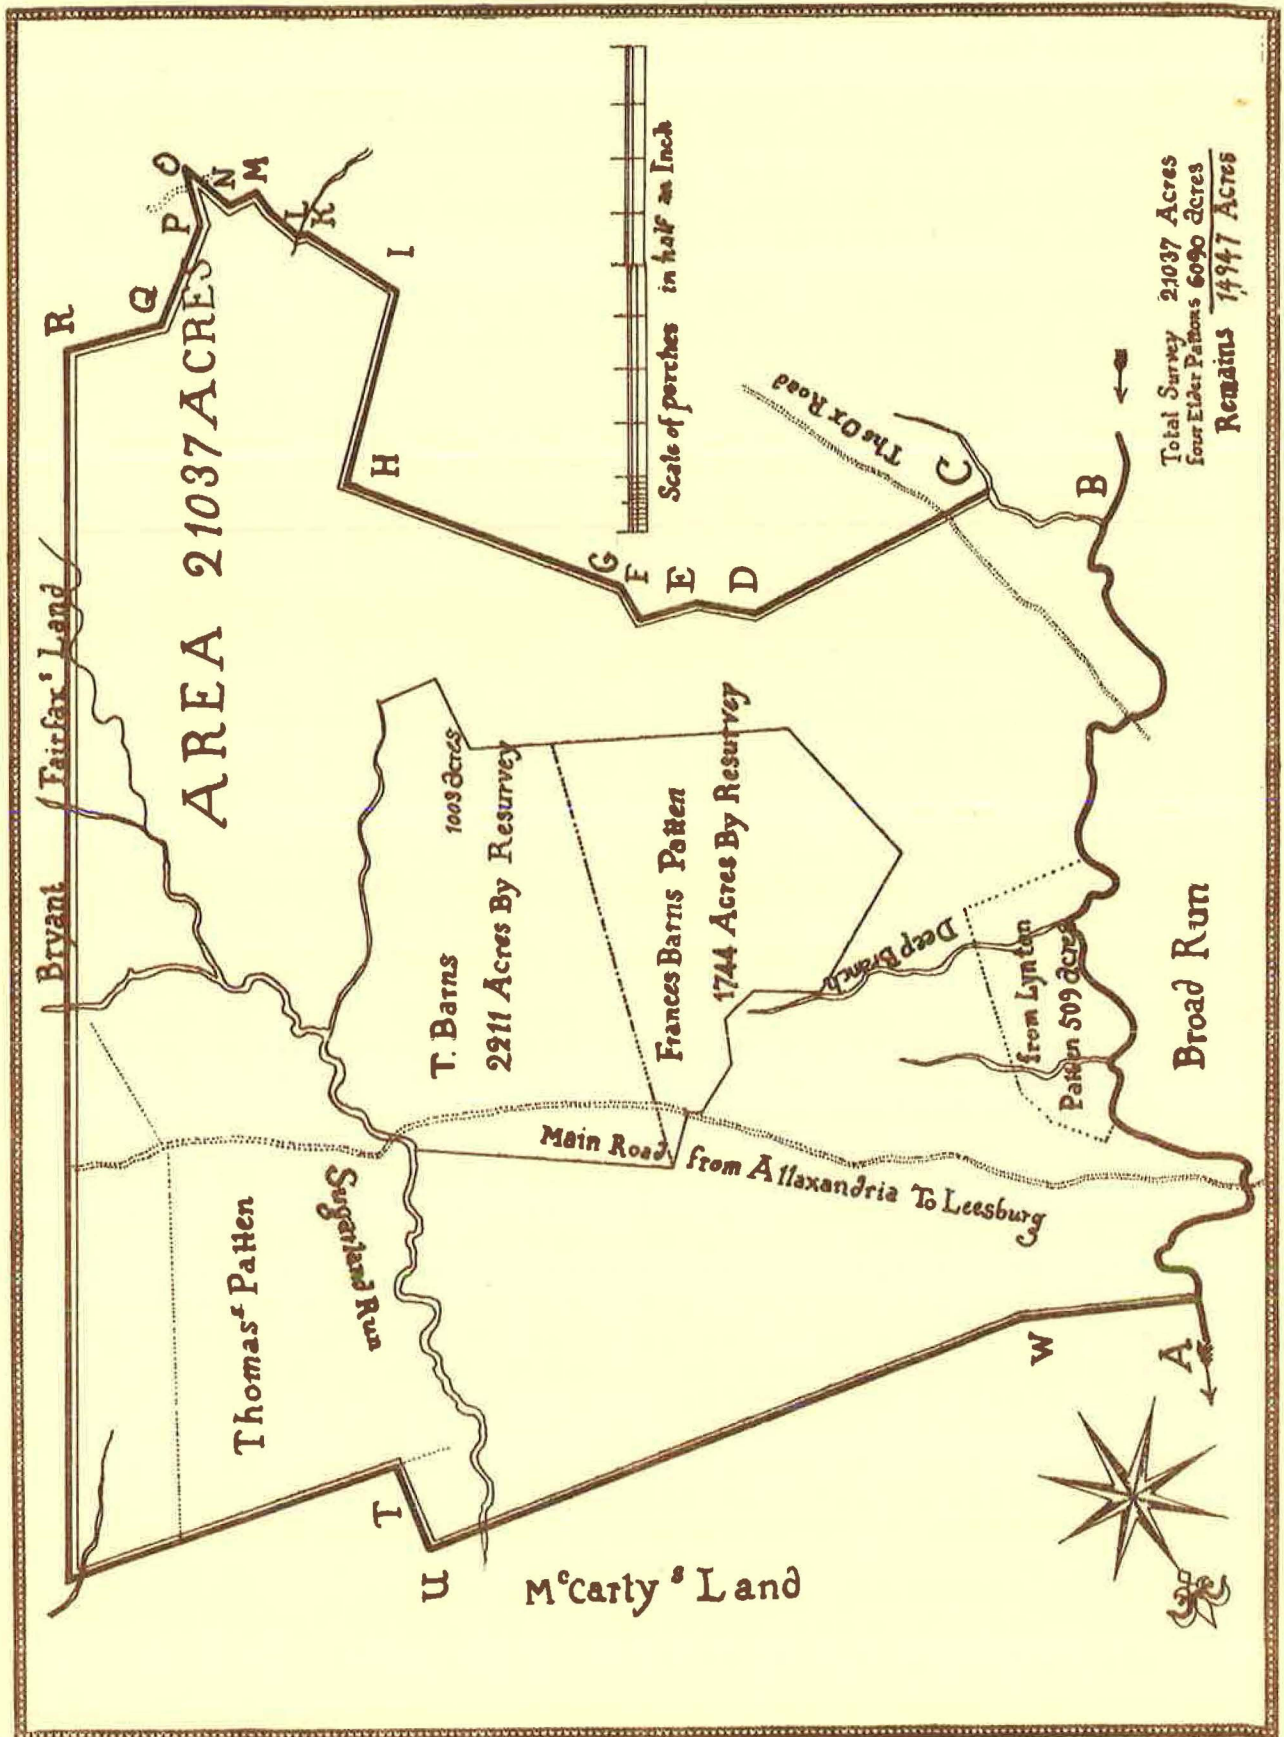 Bryant Fairfax's Land
R
Q
P
O
N
M
L
K
I
H
G
F
E
D
C
B
A
W
U
T
AREA 21037 ACRES
Thomas's Patten
Sugarland Run
T. Barns
1003 acres
2211 Acres By Resurvey
Frances Barns Patten
1744 Acres By Resurvey
Main Road from Allaxandria To Leesburg
Deep Branch
from Lynton
Patten 509 acres
The Ox Road
Broad Run
McCarty's Land
Scale of perches in half an Inch
Total Survey 21037 Acres
four Elder Pattons 6090 acres
Remains 14947 Acres